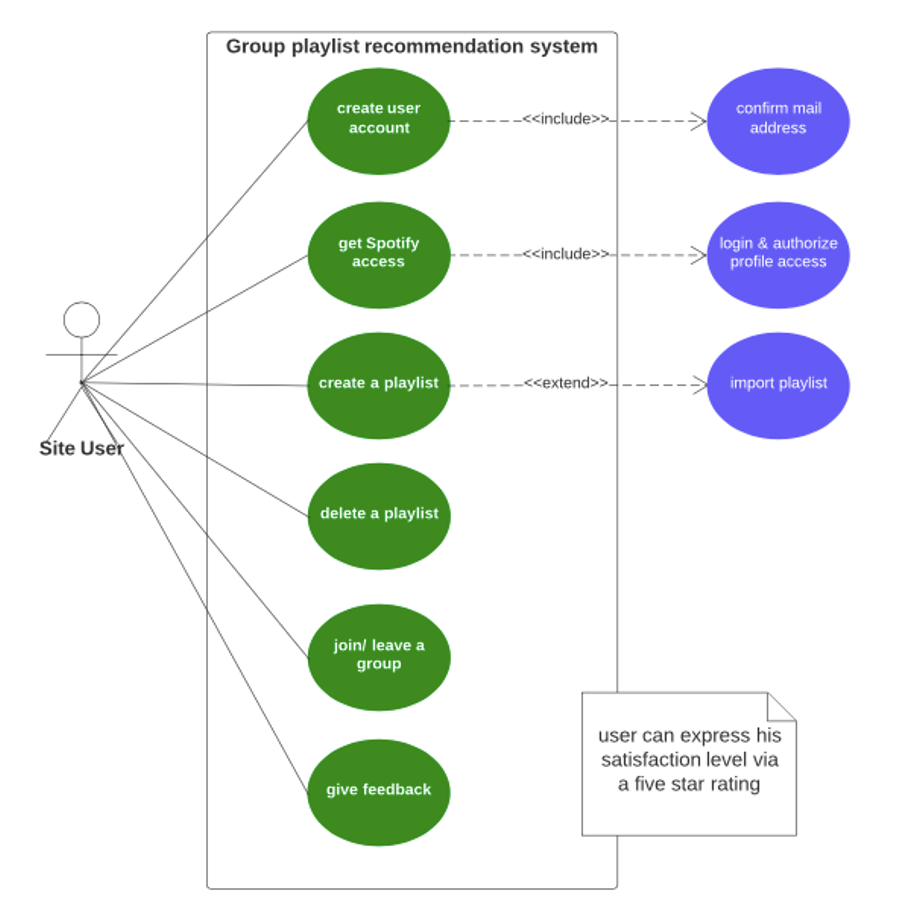 Group playlist recommendation system
create user
account
<<include>>
confirm mail
address
get Spotify
access
<<include>>
login & authorize
profile access
create a playlist
<<extend>>
import playlist
Site User
delete a playlist
join/ leave a
group
user can express his
satisfaction level via
a five star rating
give feedback